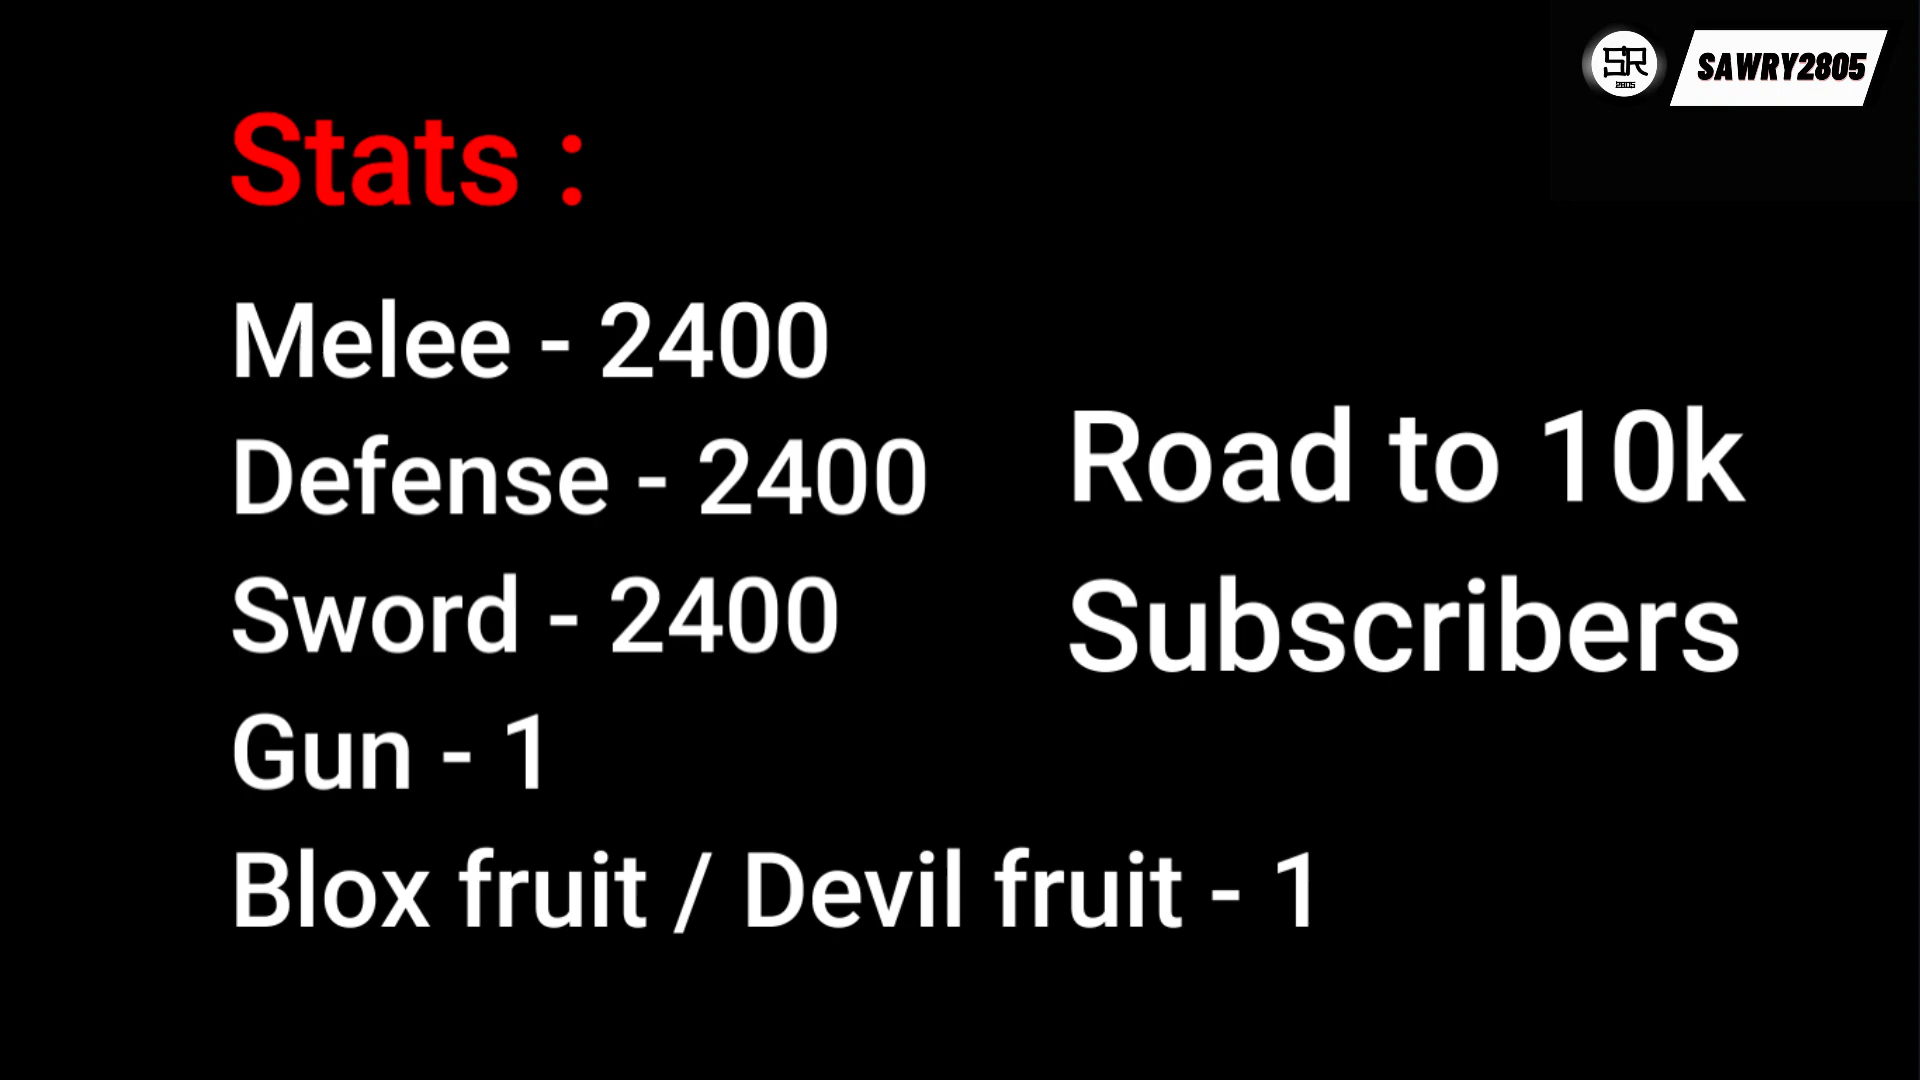 SR
2805
SAWRY2805
Stats :
Melee - 2400
Defense - 2400
Sword - 2400
Gun - 1
Blox fruit / Devil fruit - 1
Road to 10k
Subscribers